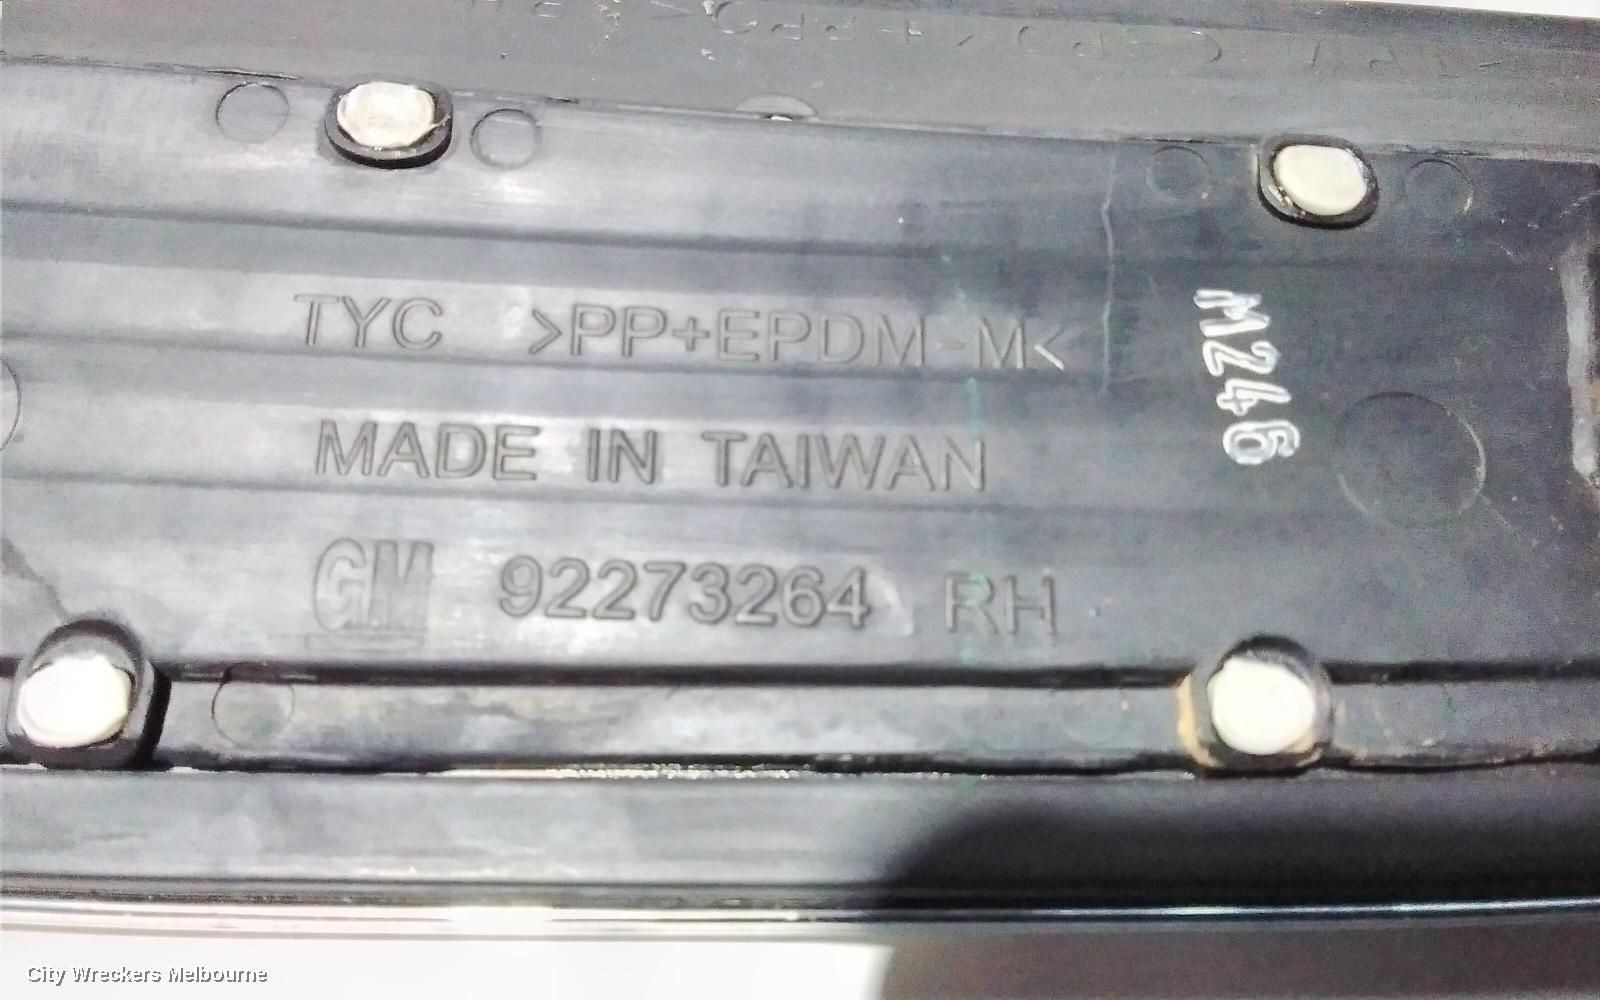 TYC >PP+EPDM-M<
MADE IN TAIWAN
GM 92273264 RH
M246
City Wreckers Melbourne